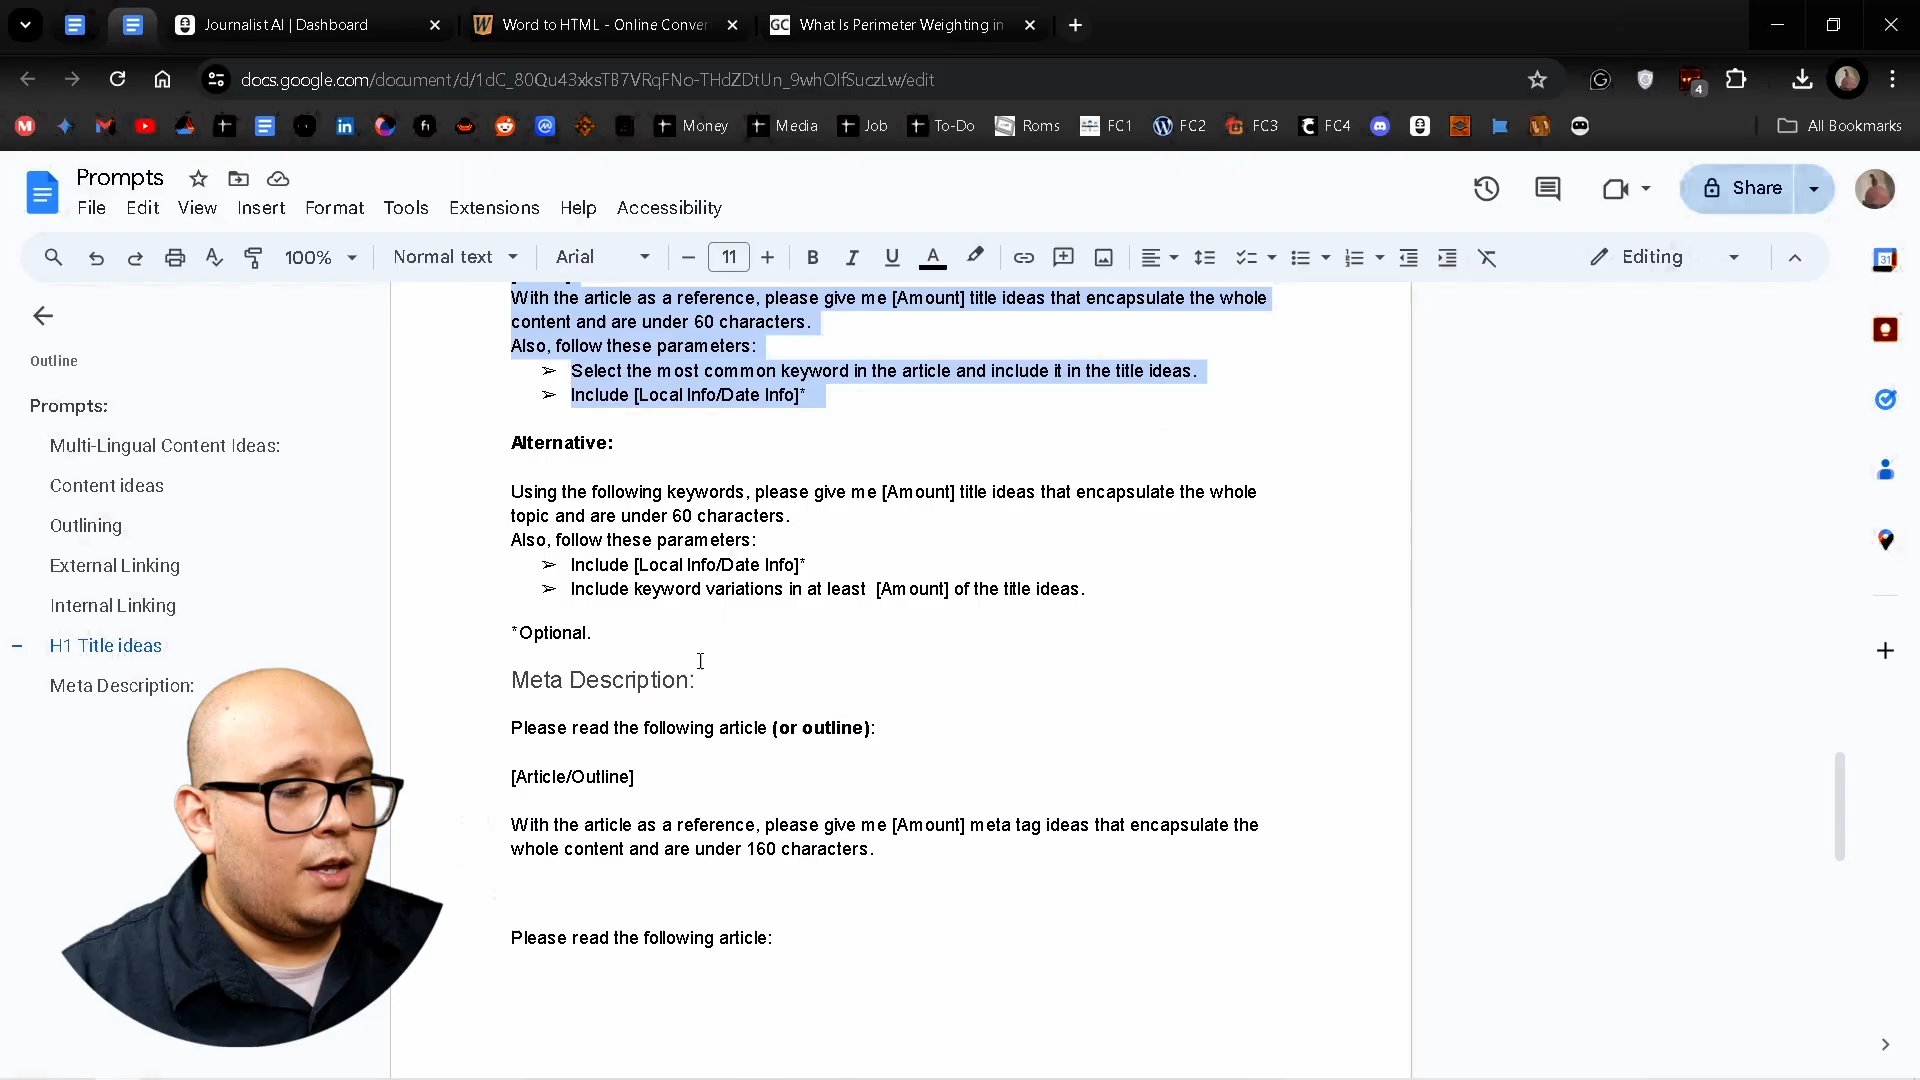 Journalist AI | Dashboard
Word to HTML - Online Conver
GC What Is Perimeter Weighting in
docs.google.com/document/d/1dC_80Qu43xksTB7VRqFNo-THdZDtUn_9whOlfSuczLw/edit
4
Money
Media
Job
To-Do
Roms
FC1
FC2
FC3
FC4
All Bookmarks
Prompts
File Edit View Insert Format Tools Extensions Help Accessibility
Share
100%
Normal text
Arial
11
Editing
31
Outline
Prompts:
Multi-Lingual Content Ideas:
Content ideas
Outlining
External Linking
Internal Linking
H1 Title ideas
Meta Description:
With the article as a reference, please give me [Amount] title ideas that encapsulate the whole
content and are under 60 characters.
Also, follow these parameters:
➢ Select the most common keyword in the article and include it in the title ideas.
➢ Include [Local Info/Date Info]*
Alternative:
Using the following keywords, please give me [Amount] title ideas that encapsulate the whole
topic and are under 60 characters.
Also, follow these parameters:
➢ Include [Local Info/Date Info]*
➢ Include keyword variations in at least [Amount] of the title ideas.
*Optional.
Meta Description:
Please read the following article (or outline):
[Article/Outline]
With the article as a reference, please give me [Amount] meta tag ideas that encapsulate the
whole content and are under 160 characters.
Please read the following article: